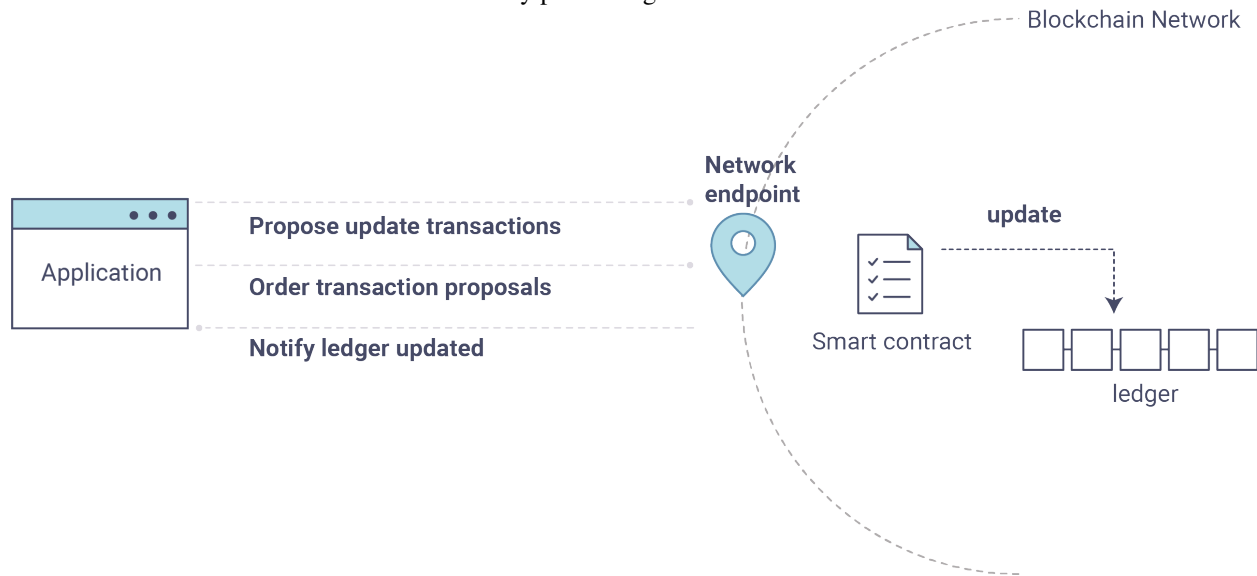 Blockchain Network
Network
endpoint
Propose update transactions
update
Application
Order transaction proposals
Smart contract
Notify ledger updated
ledger